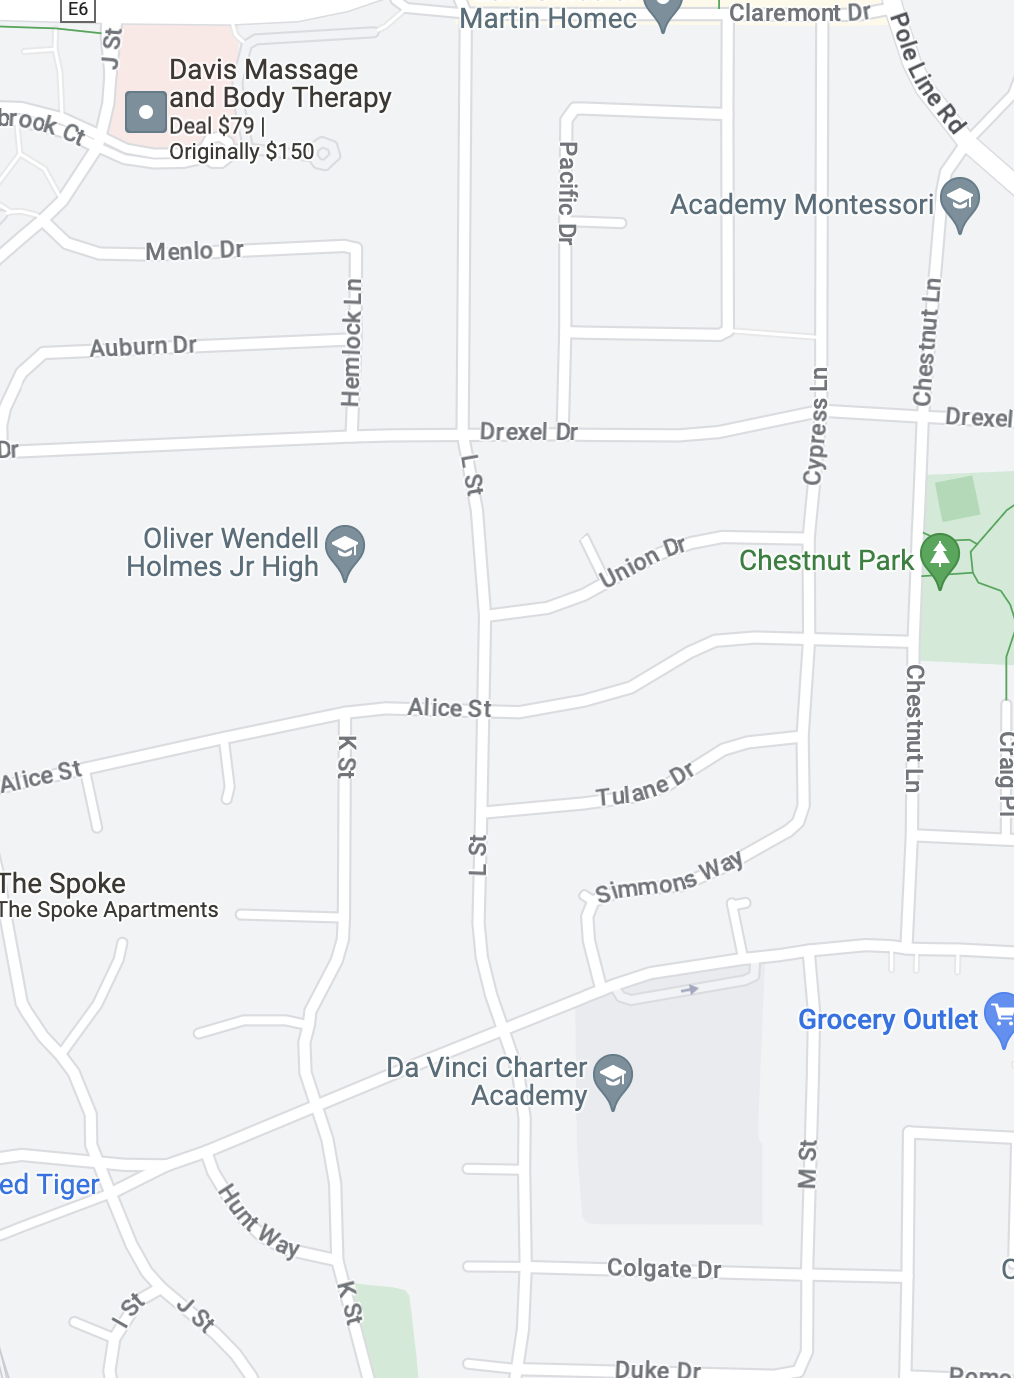 E6
Martin Homec
Claremont Dr
J St
Pole Line Rd
Davis Massage
and Body Therapy
Deal $79 |
Originally $150
brook Ct
Pacific Dr
Academy Montessori
Menlo Dr
Hemlock Ln
Chestnut Ln
Auburn Dr
Cypress Ln
Dr
Drexel Dr
Drexel
L St
Oliver Wendell
Holmes Jr High
Union Dr
Chestnut Park
Alice St
Chestnut Ln
K St
Alice St
Craig Pl
Tulane Dr
L St
Simmons Way
The Spoke
The Spoke Apartments
Grocery Outlet
Da Vinci Charter
Academy
M St
ed Tiger
Hunt Way
Colgate Dr
K St
I St
J St
Duke Dr